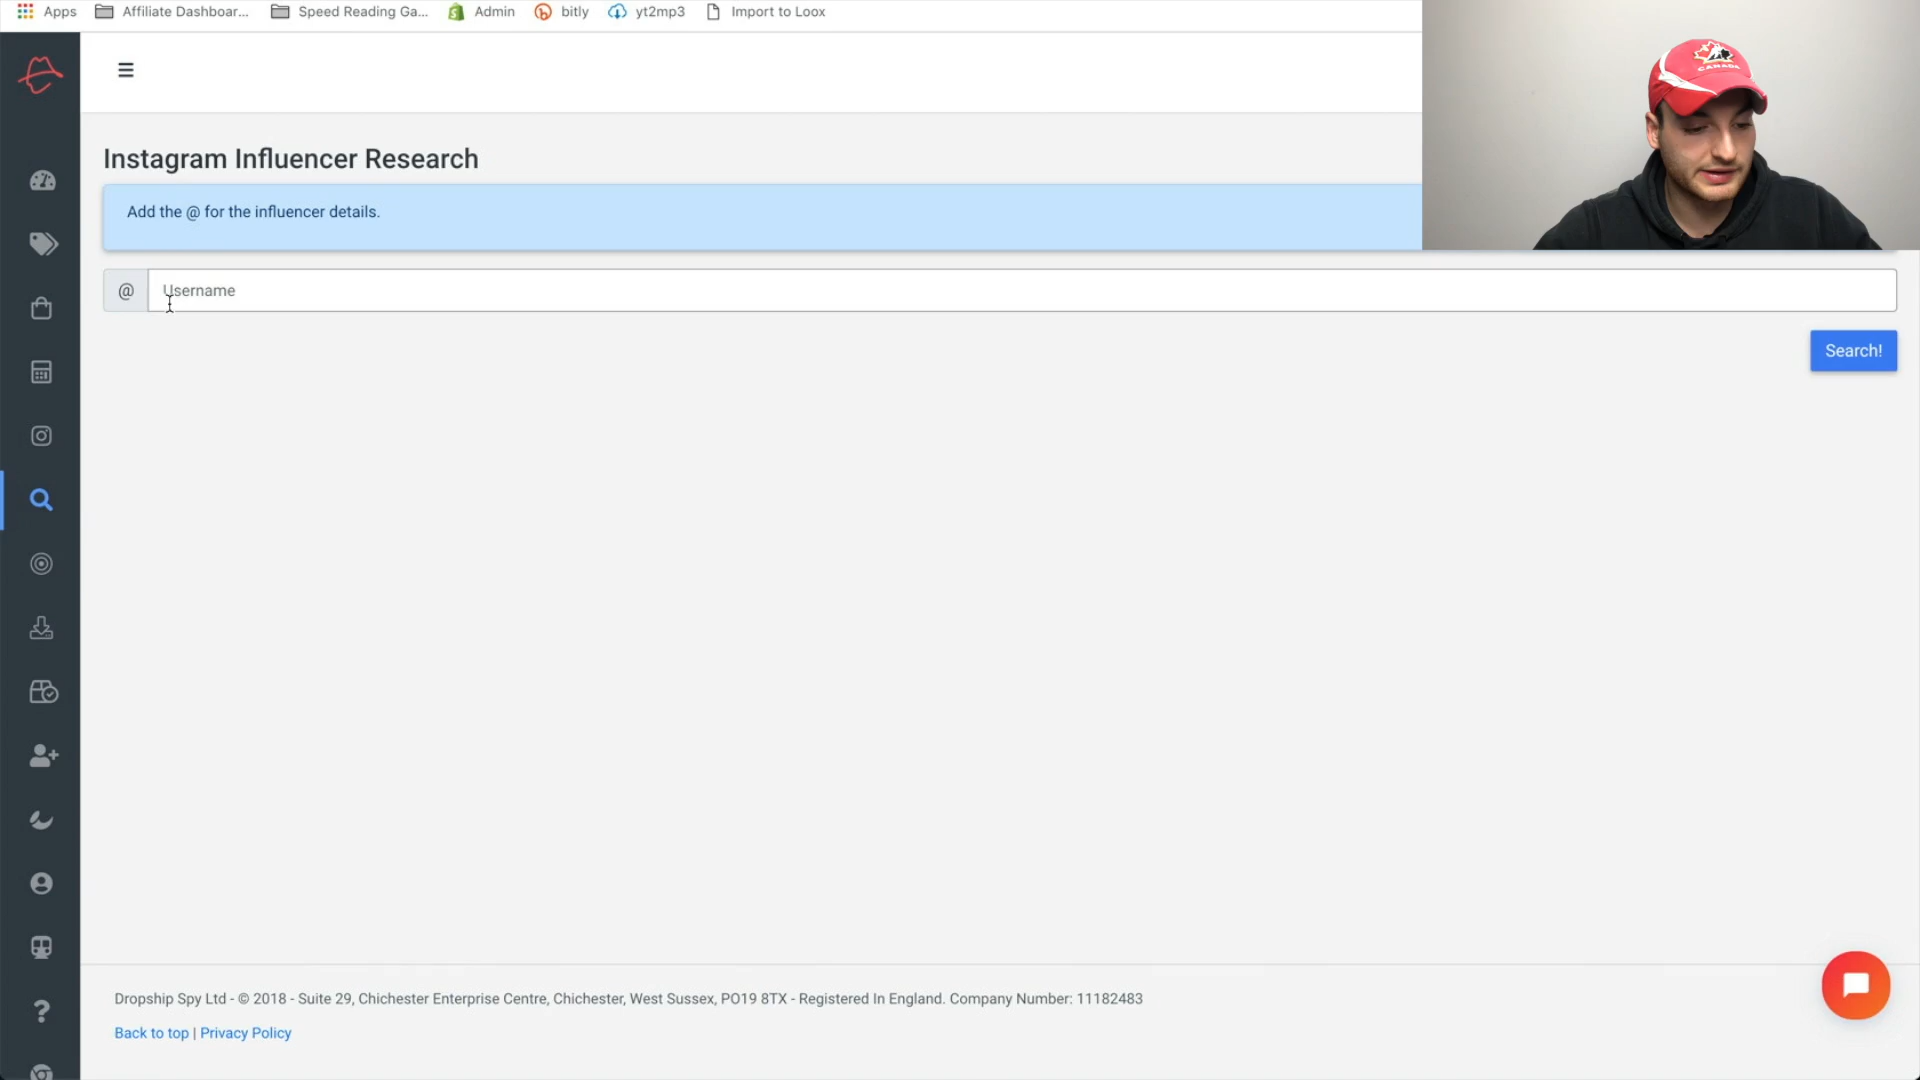 Apps Affiliate Dashboar... Speed Reading Ga... Admin bitly yt2mp3 Import to Loox
CANADA
Instagram Influencer Research
Add the @ for the influencer details.
@ Username
Search!
Dropship Spy Ltd - © 2018 - Suite 29, Chichester Enterprise Centre, Chichester, West Sussex, PO19 8TX - Registered In England. Company Number: 11182483
Back to top | Privacy Policy